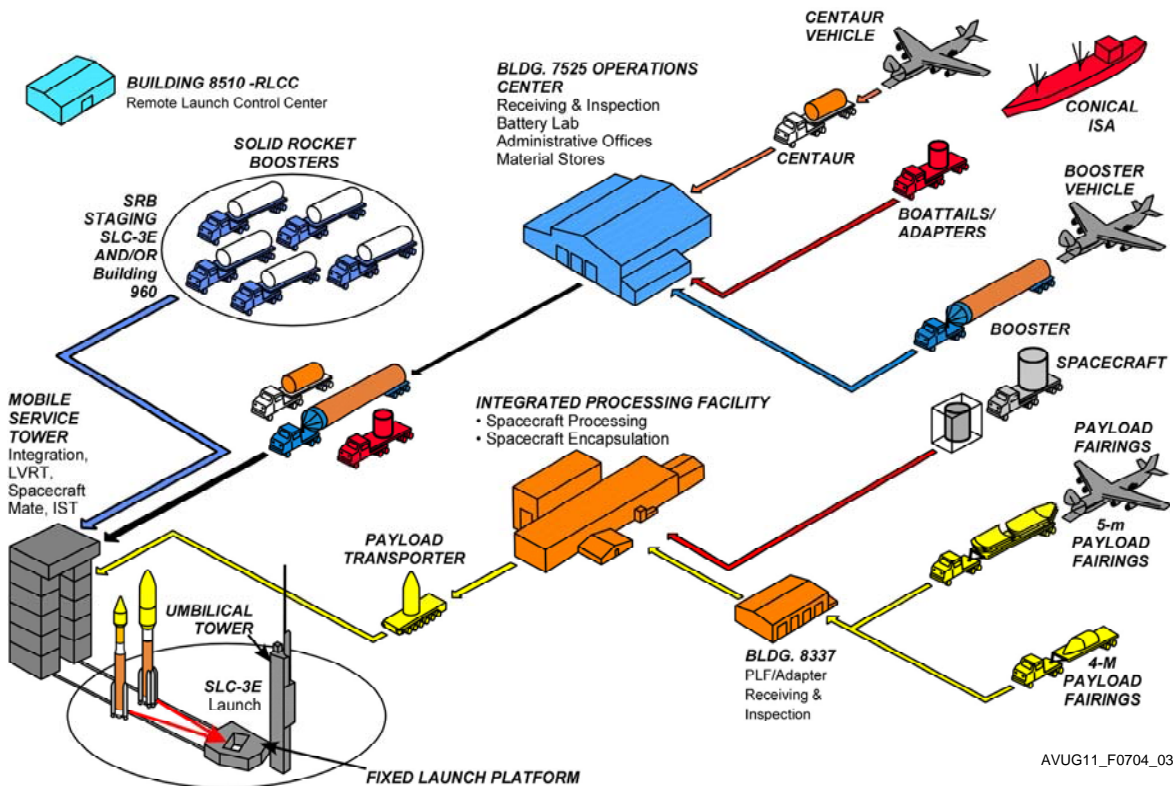 BUILDING 8510 -RLCC
Remote Launch Control Center
SOLID ROCKET
BOOSTERS
SRB
STAGING
SLC-3E
AND/OR
Building
960
BLDG. 7525 OPERATIONS
CENTER
Receiving & Inspection
Battery Lab
Administrative Offices
Material Stores
CENTAUR
VEHICLE
CENTAUR
CONICAL
ISA
BOATTAILS/
ADAPTERS
BOOSTER
VEHICLE
BOOSTER
SPACECRAFT
MOBILE
SERVICE
TOWER
Integration,
LVRT,
Spacecraft
Mate, IST
INTEGRATED PROCESSING FACILITY
• Spacecraft Processing
• Spacecraft Encapsulation
PAYLOAD
FAIRINGS
5-m
PAYLOAD
FAIRINGS
PAYLOAD
TRANSPORTER
UMBILICAL
TOWER
SLC-3E
Launch
BLDG. 8337
PLF/Adapter
Receiving &
Inspection
4-M
PAYLOAD
FAIRINGS
FIXED LAUNCH PLATFORM
AVUG11_F0704_03